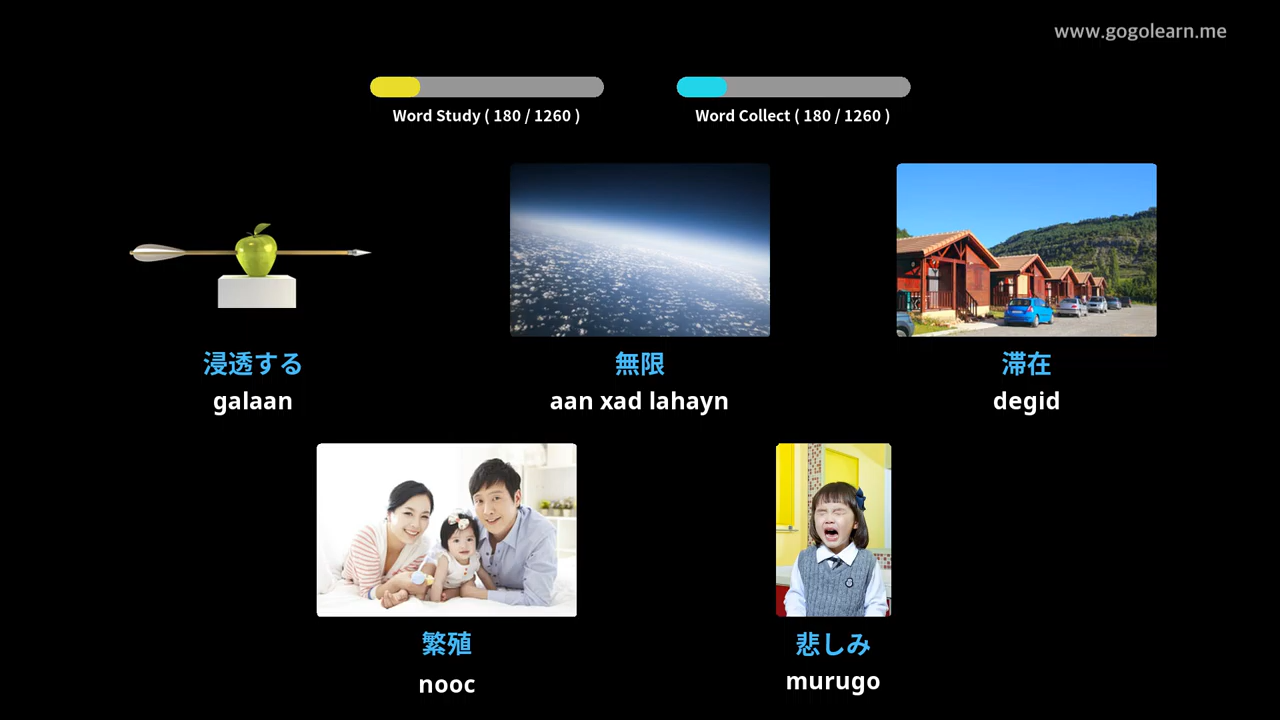 www.gogolearn.me
Word Study ( 180 / 1260 )
Word Collect ( 180 / 1260 )
浸透する
galaan
無限
aan xad lahayn
滞在
degid
繁殖
nooc
悲しみ
murugo